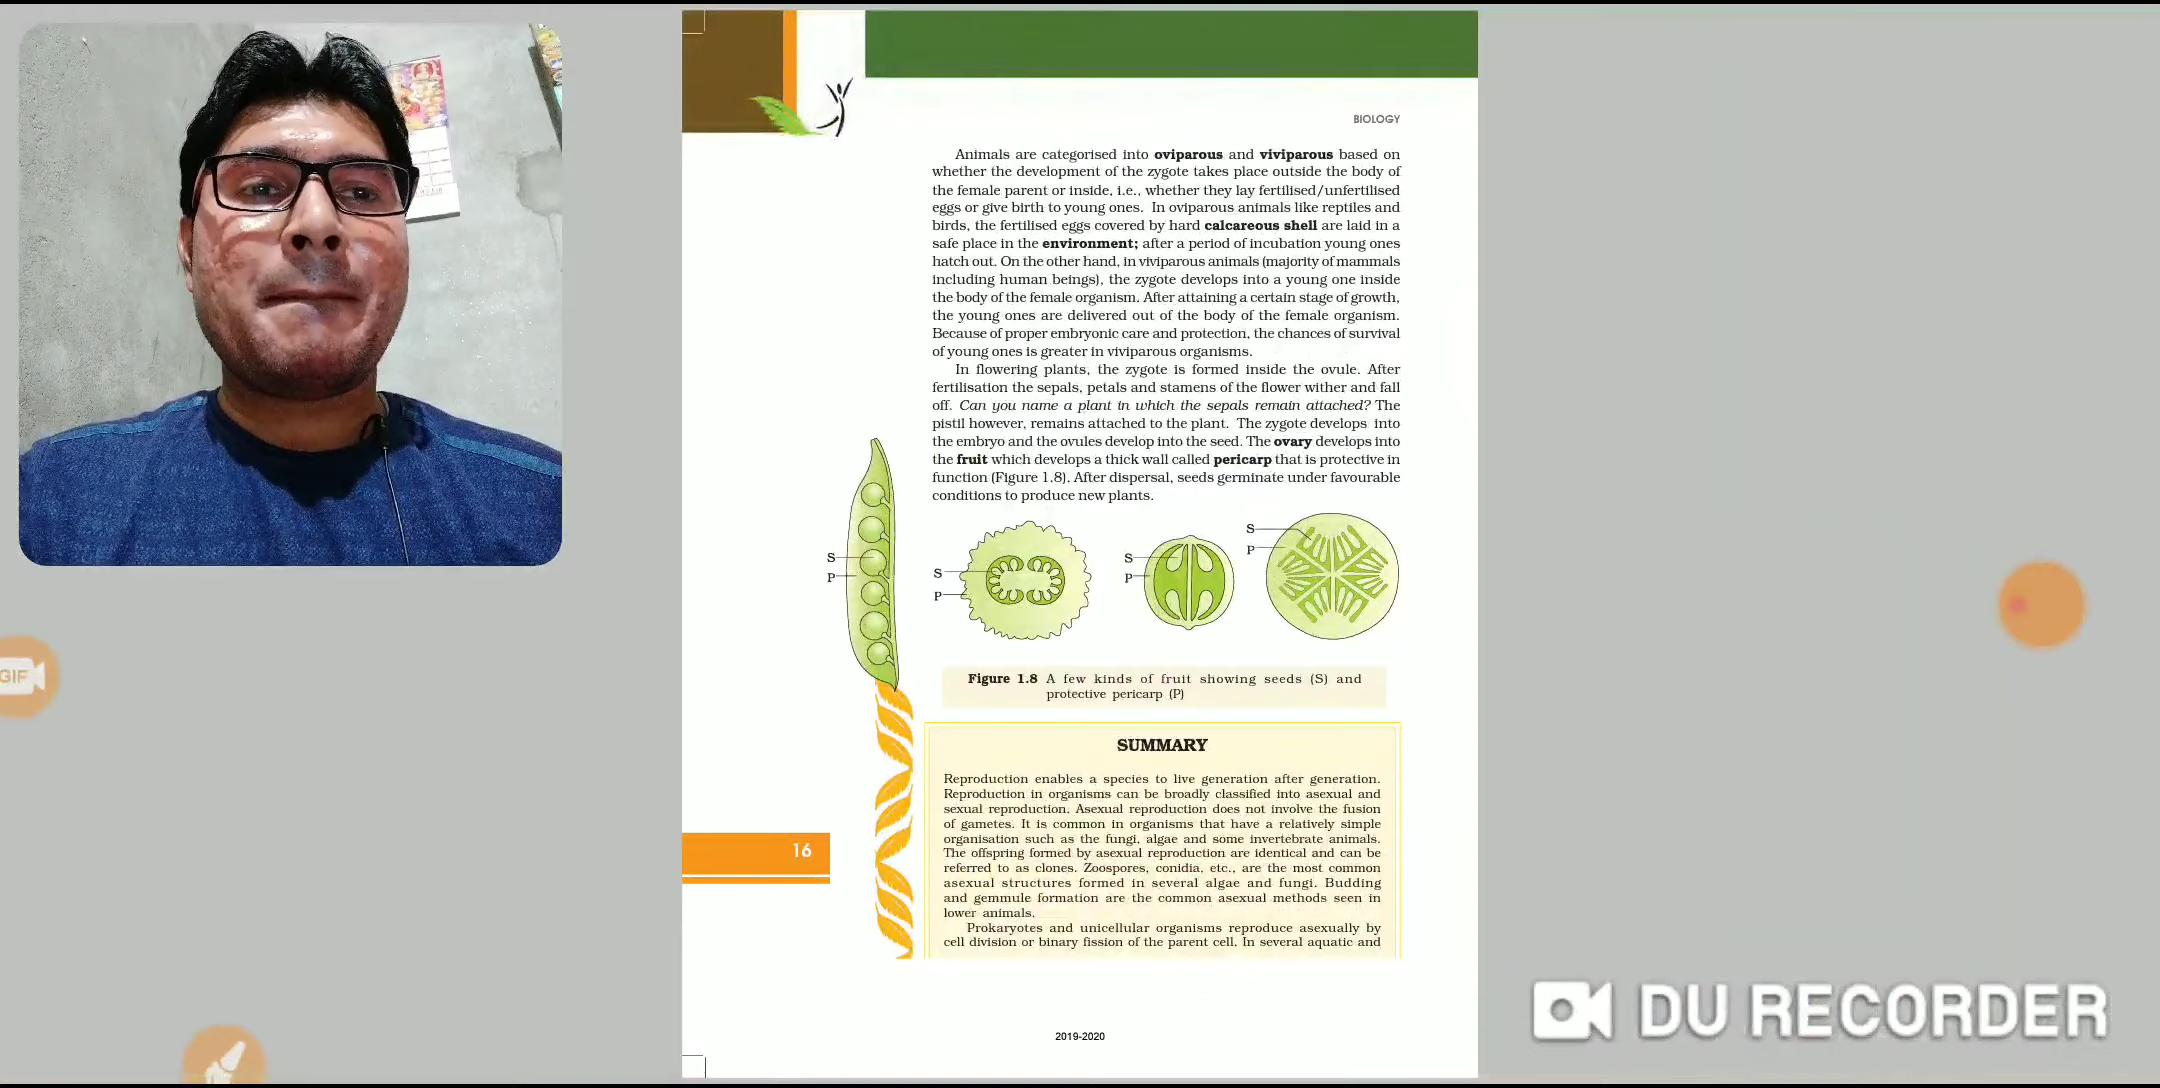 BIOLOGY
Animals are categorised into oviparous and viviparous based on
whether the development of the zygote takes place outside the body of
the female parent or inside, i.e., whether they lay fertilised/unfertilised
eggs or give birth to young ones. In oviparous animals like reptiles and
birds, the fertilised eggs covered by hard calcareous shell are laid in a
safe place in the environment; after a period of incubation young ones
hatch out. On the other hand, in viviparous animals (majority of mammals
including human beings), the zygote develops into a young one inside
the body of the female organism. After attaining a certain stage of growth,
the young ones are delivered out of the body of the female organism.
Because of proper embryonic care and protection, the chances of survival
of young ones is greater in viviparous organisms.
In flowering plants, the zygote is formed inside the ovule. After
fertilisation the sepals, petals and stamens of the flower wither and fall
off. Can you name a plant in which the sepals remain attached? The
pistil however, remains attached to the plant. The zygote develops into
the embryo and the ovules develop into the seed. The ovary develops into
the fruit which develops a thick wall called pericarp that is protective in
function (Figure 1.8). After dispersal, seeds germinate under favourable
conditions to produce new plants.
S
P
S
P
S
P
S
P
Figure 1.8 A few kinds of fruit showing seeds (S) and
protective pericarp (P)
SUMMARY
Reproduction enables a species to live generation after generation.
Reproduction in organisms can be broadly classified into asexual and
sexual reproduction. Asexual reproduction does not involve the fusion
of gametes. It is common in organisms that have a relatively simple
organisation such as the fungi, algae and some invertebrate animals.
The offspring formed by asexual reproduction are identical and can be
referred to as clones. Zoospores, conidia, etc., are the most common
asexual structures formed in several algae and fungi. Budding
and gemmule formation are the common asexual methods seen in
lower animals.
Prokaryotes and unicellular organisms reproduce asexually by
cell division or binary fission of the parent cell. In several aquatic and
16
2019-2020
GIF
DU RECORDER